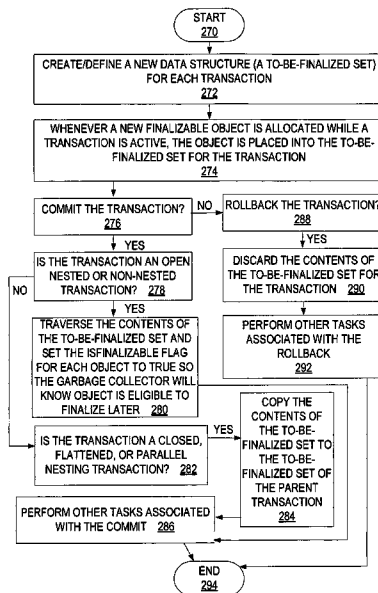 START
270
CREATE/DEFINE A NEW DATA STRUCTURE (A TO-BE-FINALIZED SET)
FOR EACH TRANSACTION
272
WHENEVER A NEW FINALIZABLE OBJECT IS ALLOCATED WHILE A
TRANSACTION IS ACTIVE, THE OBJECT IS PLACED INTO THE TO-BE-
FINALIZED SET FOR THE TRANSACTION
274
COMMIT THE TRANSACTION?
276
NO
ROLLBACK THE TRANSACTION?
288
YES
YES
IS THE TRANSACTION AN OPEN
NESTED OR NON-NESTED
TRANSACTION? 278
NO
DISCARD THE CONTENTS OF
THE TO-BE-FINALIZED SET FOR
THE TRANSACTION 290
YES
TRAVERSE THE CONTENTS OF
THE TO-BE-FINALIZED SET AND
SET THE ISFINALIZABLE FLAG
FOR EACH OBJECT TO TRUE SO
THE GARBAGE COLLECTOR WILL
KNOW OBJECT IS ELIGIBLE TO
FINALIZE LATER 280
PERFORM OTHER TASKS
ASSOCIATED WITH THE
ROLLBACK
292
IS THE TRANSACTION A CLOSED,
FLATTENED, OR PARALLEL
NESTING TRANSACTION? 282
YES
COPY THE
CONTENTS OF
THE TO-BE-
FINALIZED SET TO
THE TO-BE-
FINALIZED SET OF
THE PARENT
TRANSACTION
284
PERFORM OTHER TASKS ASSOCIATED
WITH THE COMMIT 286
END
294